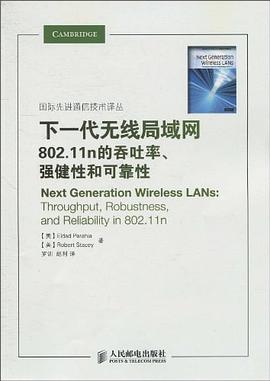 CAMBRIDGE
Next Generation
Wireless LANs
国际先进通信技术译丛
下一代无线局域网
802.11n的吞吐率、
强健性和可靠性
Next Generation Wireless LANs:
Throughput, Robustness,
and Reliability in 802.11n
【美】Eldad Perahia
【美】Robert Stacey 著
罗训 赵利 译
人民邮电出版社
POSTS & TELECOM PRESS